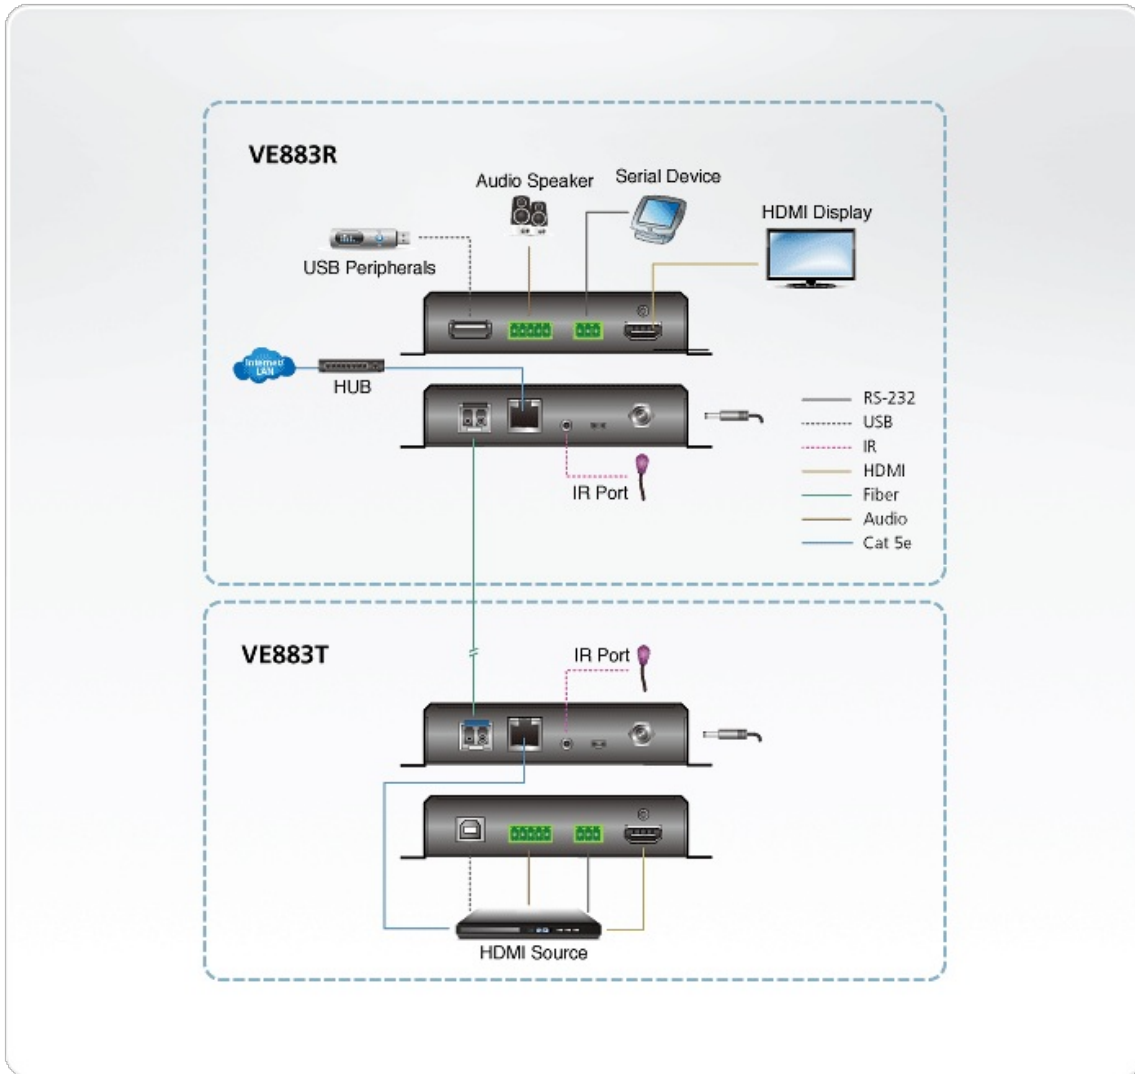 VE883R
Audio Speaker
Serial Device
HDMI Display
USB Peripherals
Internet/
LAN
HUB
IR Port
RS-232
USB
IR
HDMI
Fiber
Audio
Cat 5e
VE883T
IR Port
HDMI Source